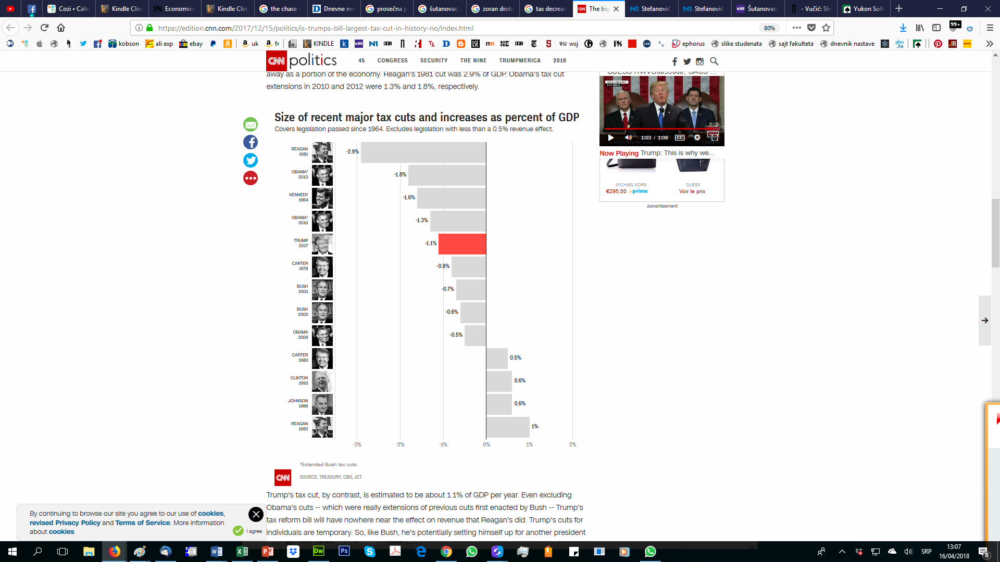 Cozi • Cale
Kindle Clou
Economics
Kindle Clou
the chase -
Dnevne no
prosečna p
šutanovac
zoran drob
tax decreas
The big
Stefanović
Stefanović
Šutanovac:
- Vučić: Slo
Yukon Solit
https://edition.cnn.com/2017/12/15/politics/is-trumps-bill-largest-tax-cut-in-history-no/index.html
80%
99+
kobson
ali exp
ebay
uk
fr
KINDLE
wsj
ephorus
slike studenata
sajt fakulteta
dnevnik nastave
CNN politics
45 CONGRESS SECURITY THE NINE TRUMPMERICA 2018
away as a portion of the economy. Reagan's 1981 cut was 2.9% of GDP. Obama's tax cut
extensions in 2010 and 2012 were 1.3% and 1.8%, respectively.
Size of recent major tax cuts and increases as percent of GDP
Covers legislation passed since 1964. Excludes legislation with less than a 0.5% revenue effect.
REAGAN
1981
-2.9%
OBAMA*
2013
-1.8%
KENNEDY
1964
-1.6%
OBAMA*
2010
-1.3%
TRUMP
2017
-1.1%
CARTER
1978
-0.8%
BUSH
2001
-0.7%
BUSH
2003
-0.6%
OBAMA
2009
-0.5%
CARTER
1980
0.5%
CLINTON
1993
0.6%
JOHNSON
1966
0.6%
REAGAN
1982
1%
-3% -2% -1% 0% 1% 2%
*Extended Bush tax cuts
CNN
SOURCE: TREASURY, CBO, JCT
Trump's tax cut, by contrast, is estimated to be about 1.1% of GDP per year. Even excluding
Obama's cuts -- which were really extensions of previous cuts first enacted by Bush -- Trump's
tax reform bill will have nowhere near the effect on revenue that Reagan's did. Trump's cuts for
individuals are temporary. So, like Bush, he's potentially setting himself up for another president
House Chamber
1:03 / 1:06
CC
Now Playing Trump: This is why we...
MICHAEL KORS
€295,00 prime
GUESS
Voir le prix
Advertisement
By continuing to browse our site you agree to our use of cookies,
revised Privacy Policy and Terms of Service. More information
about cookies
I agree
SRP
13:07
16/04/2018
8